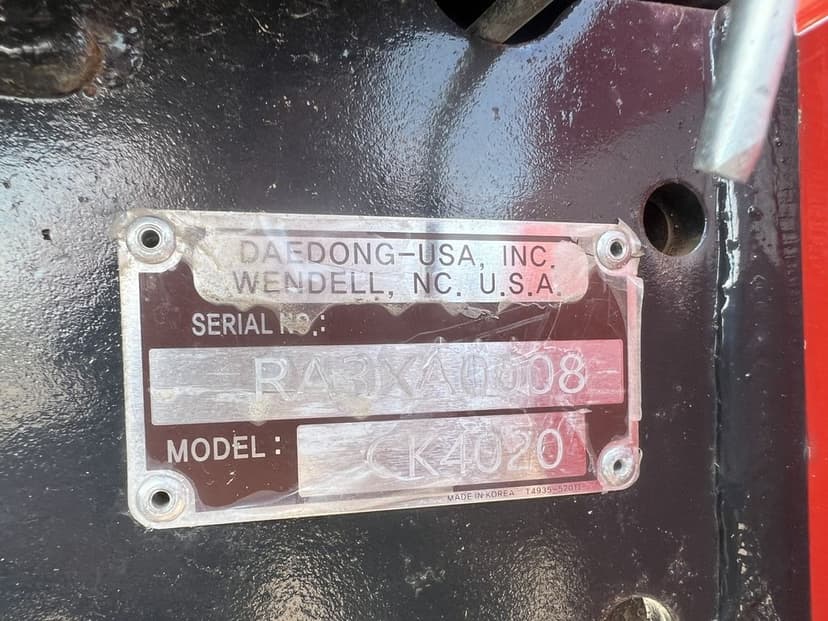 DAEDONG-USA, INC.
WENDELL, NC. U.S.A.
SERIAL NO.:
MODEL: CK4020
MADE IN KOREA